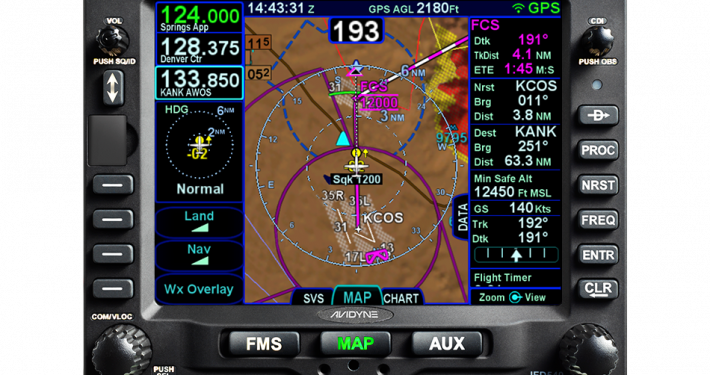 124.000
Springs App
128.375
Denver Ctr
133.850
KANK AWOS
HDG
6NM
2NM
-02
Normal
Land
Nav
Wx Overlay
14:43:31 Z
GPS AGL 2180Ft
GPS
193
115
052
6 NM
3 NM
FCS
12000
31
S
W
E
12
15
30
33
Sqk 1200
35R
35L
KCOS
31
13
17L
DATA
SVS
MAP
CHART
FCS
Dtk 191°
TkDist 4.1 NM
ETE 1:45 M:S
Nrst KCOS
Brg 011°
Dist 3.8 NM
Dest KANK
Brg 251°
Dist 63.3 NM
Min Safe Alt
12450 Ft MSL
GS 140 Kts
Trk 192°
Dtk 191°
Flight Timer
Zoom View
VOL
PUSH SQ/ID
CDI
PUSH OBS
D
PROC
NRST
FREQ
ENTR
CLR
AVIDYNE
COM/VLOC
PUSH
FMS
MAP
AUX